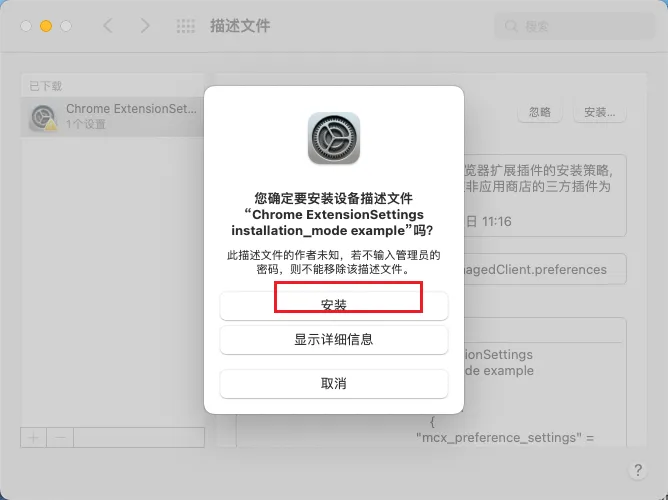 描述文件
搜索
已下载
Chrome ExtensionSet...
1个设置
忽略
安装...
览器扩展插件的安装策略,
非应用商店的三方插件为
日 11:16
nagedClient.preferences
您确定要安装设备描述文件
“Chrome ExtensionSettings
installation_mode example”吗?
此描述文件的作者未知，若不输入管理员的
密码，则不能移除该描述文件。
安装
显示详细信息
取消
ionSettings
de example
{
"mcx_preference_settings" =
+
−
?